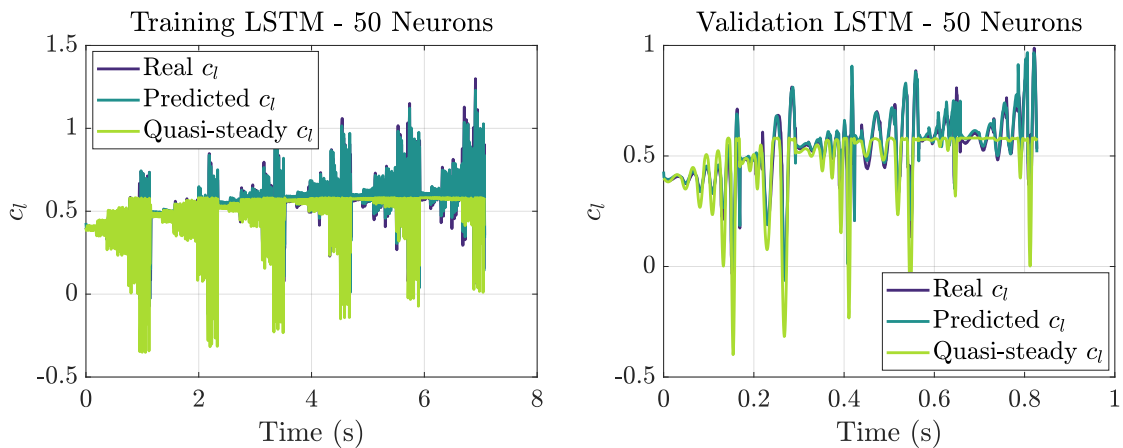 Training LSTM - 50 Neurons
1.5
1
0.5
0
-0.5
c_l
Real c_l
Predicted c_l
Quasi-steady c_l
0 2 4 6 8
Time (s)
Validation LSTM - 50 Neurons
1
0.5
0
-0.5
c_l
Real c_l
Predicted c_l
Quasi-steady c_l
0 0.2 0.4 0.6 0.8 1
Time (s)